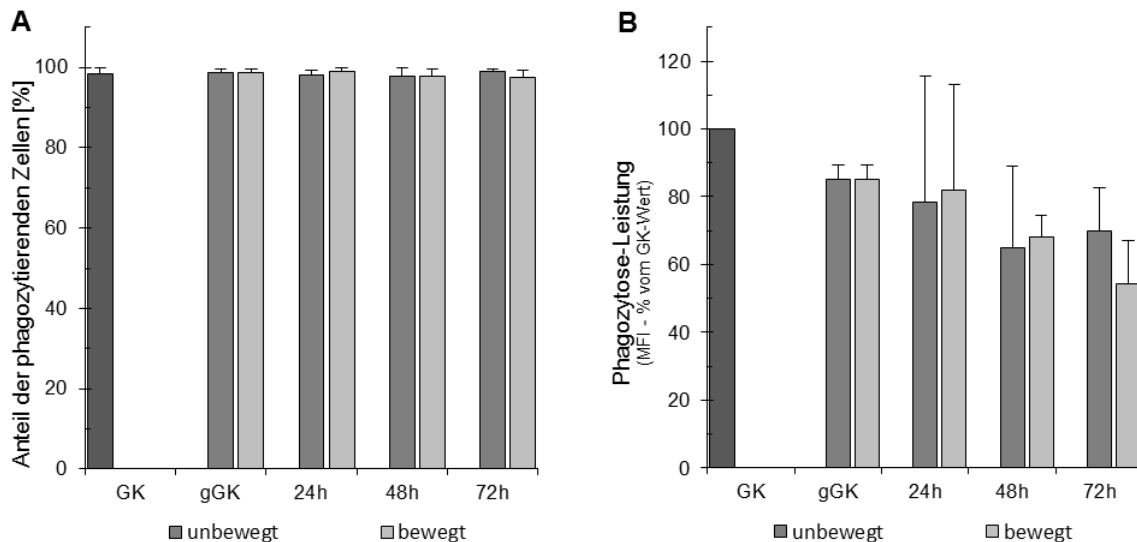 A
Anteil der phagozytierenden Zellen [%]
100
80
60
40
20
0
GK gGK 24h 48h 72h
unbewegt bewegt
B
Phagozytose-Leistung
(MFI - % vom GK-Wert)
120
100
80
60
40
20
0
GK gGK 24h 48h 72h
unbewegt bewegt